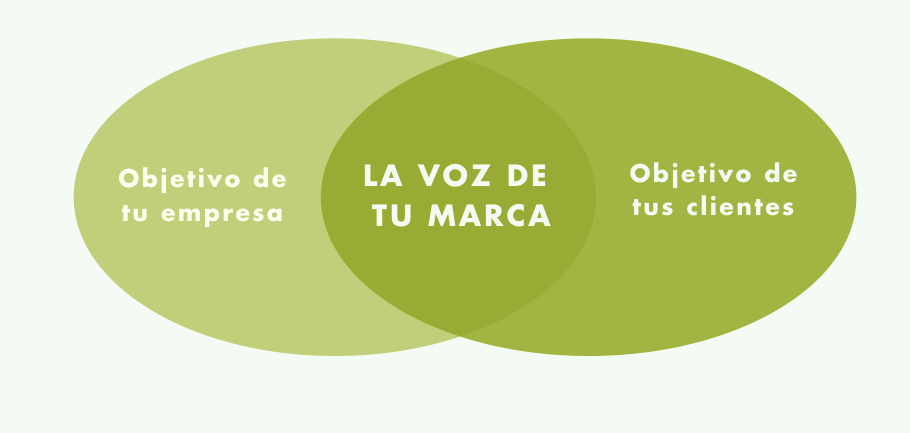 Objetivo de
tu empresa
LA VOZ DE
TU MARCA
Objetivo de
tus clientes